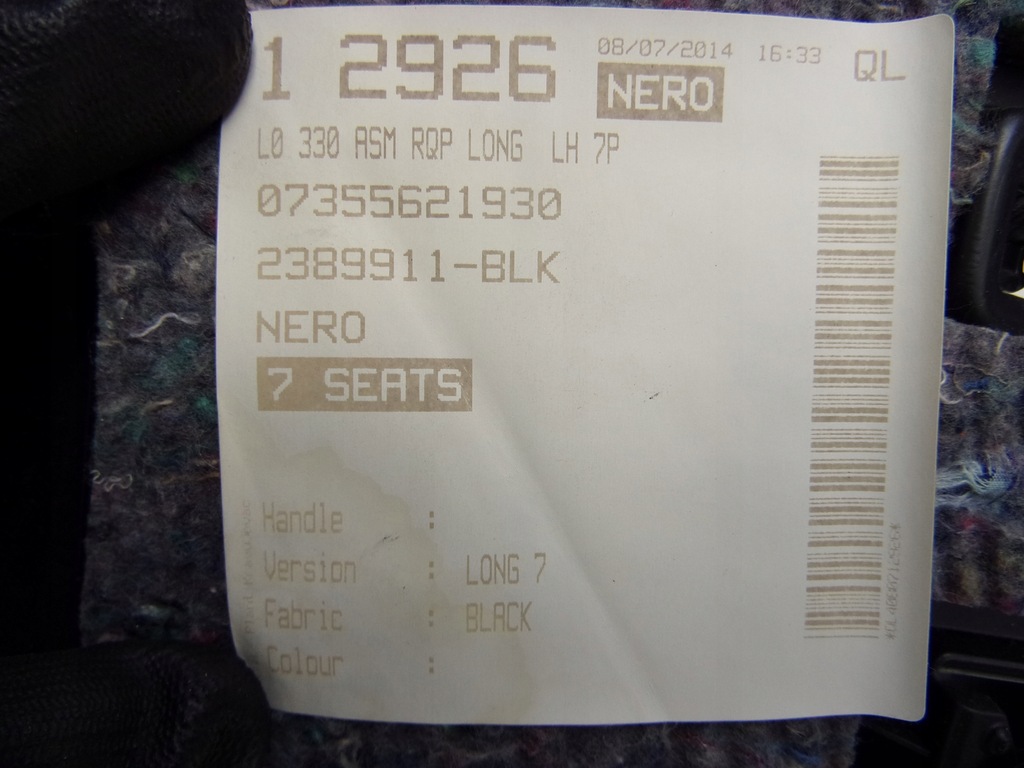 1 2926 08/07/2014 16:33 QL
NERO
L0 330 ASM RQP LONG LH 7P
07355621930
2389911-BLK
NERO
7 SEATS
Handle :
Version : LONG 7
Fabric : BLACK
Colour :